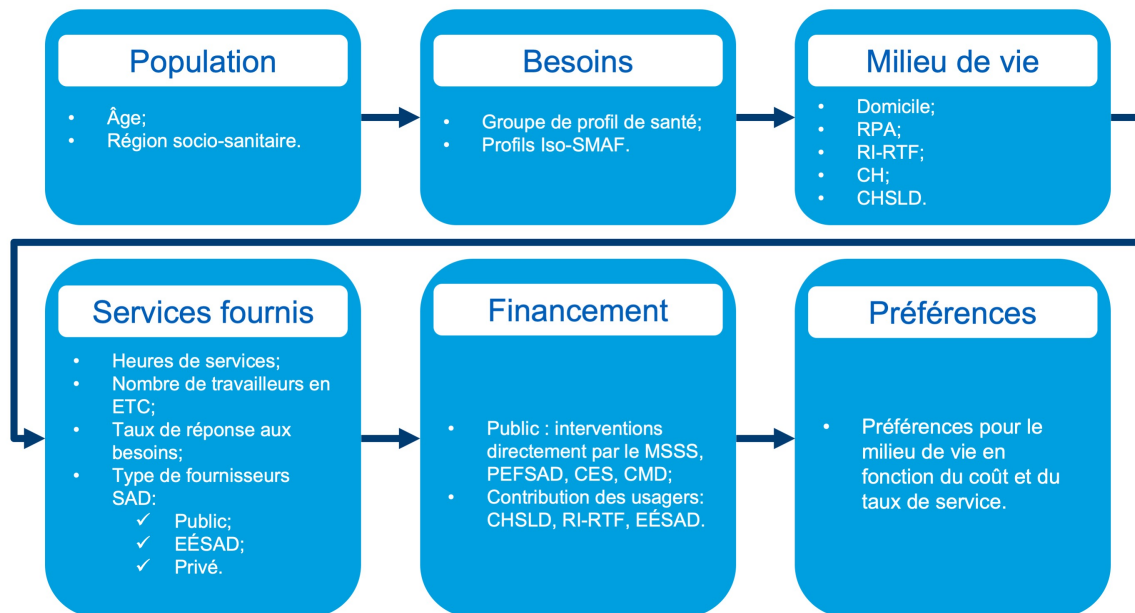 Population
• Âge;
• Région socio-sanitaire.
Besoins
• Groupe de profil de santé;
• Profils Iso-SMAF.
Milieu de vie
• Domicile;
• RPA;
• RI-RTF;
• CH;
• CHSLD.
Services fournis
• Heures de services;
• Nombre de travailleurs en
ETC;
• Taux de réponse aux
besoins;
• Type de fournisseurs
SAD:
✓ Public;
✓ EÉSAD;
✓ Privé.
Financement
• Public : interventions
directement par le MSSS,
PEFSAD, CES, CMD;
• Contribution des usagers:
CHSLD, RI-RTF, EÉSAD.
Préférences
• Préférences pour le
milieu de vie en
fonction du coût et du
taux de service.